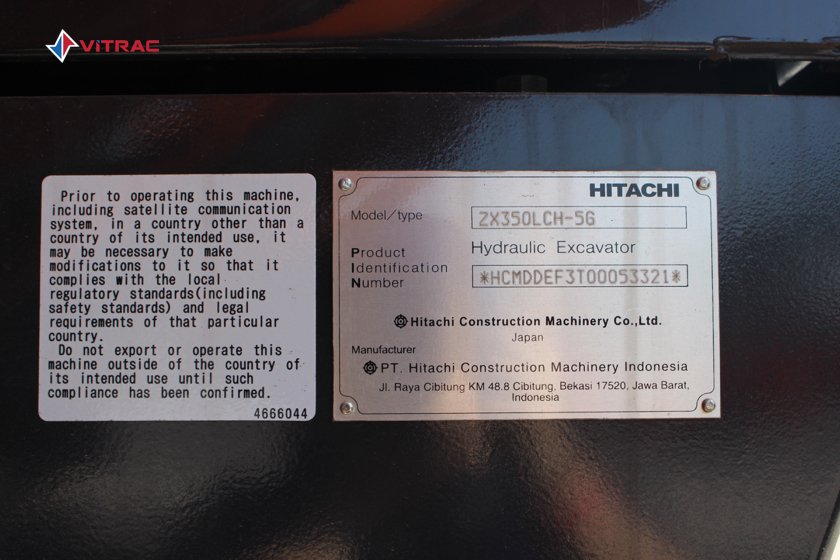 VITRAC
Prior to operating this machine,
including satellite communication
system, in a country other than a
country of its intended use, it
may be necessary to make
modifications to it so that it
complies with the local
regulatory standards(including
safety standards) and legal
requirements of that particular
country.
Do not export or operate this
machine outside of the country of
its intended use until such
compliance has been confirmed.
4666044
HITACHI
Model/type ZX350LCH-5G
Hydraulic Excavator
Product
Identification
Number *HCMDDEF3T00053321*
Hitachi Construction Machinery Co.,Ltd.
Japan
Manufacturer
PT. Hitachi Construction Machinery Indonesia
Jl. Raya Cibitung KM 48.8 Cibitung, Bekasi 17520, Jawa Barat,
Indonesia